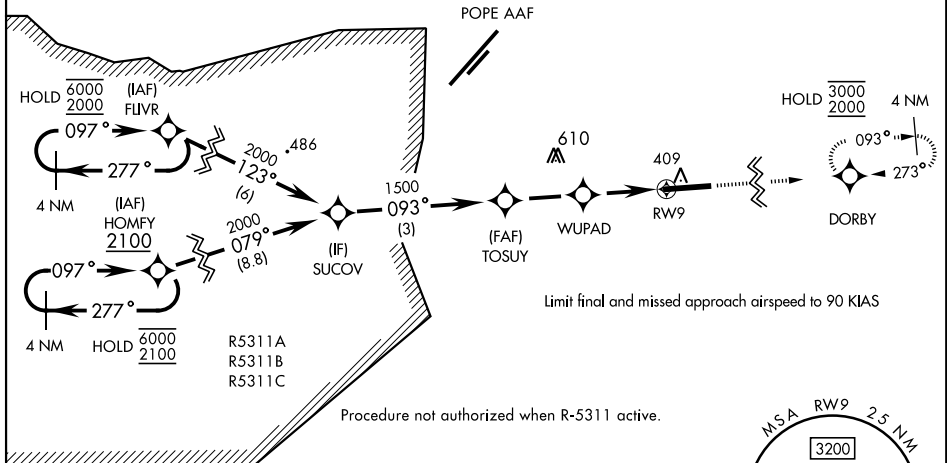 POPE AAF
HOLD 6000 2000
(IAF)
FLIVR
097°
277°
4 NM
2000
123°
(6)
.486
(IAF)
HOMFY
2100
2000
079°
(8.8)
097°
277°
4 NM
HOLD 6000 2100
(IF)
SUCOV
1500
093°
(3)
(FAF)
TOSUY
610
WUPAD
409
RW9
HOLD 3000 2000
4 NM
093°
273°
DORBY
Limit final and missed approach airspeed to 90 KIAS
R5311A
R5311B
R5311C
Procedure not authorized when R-5311 active.
MSA RW9 25 NM
3200